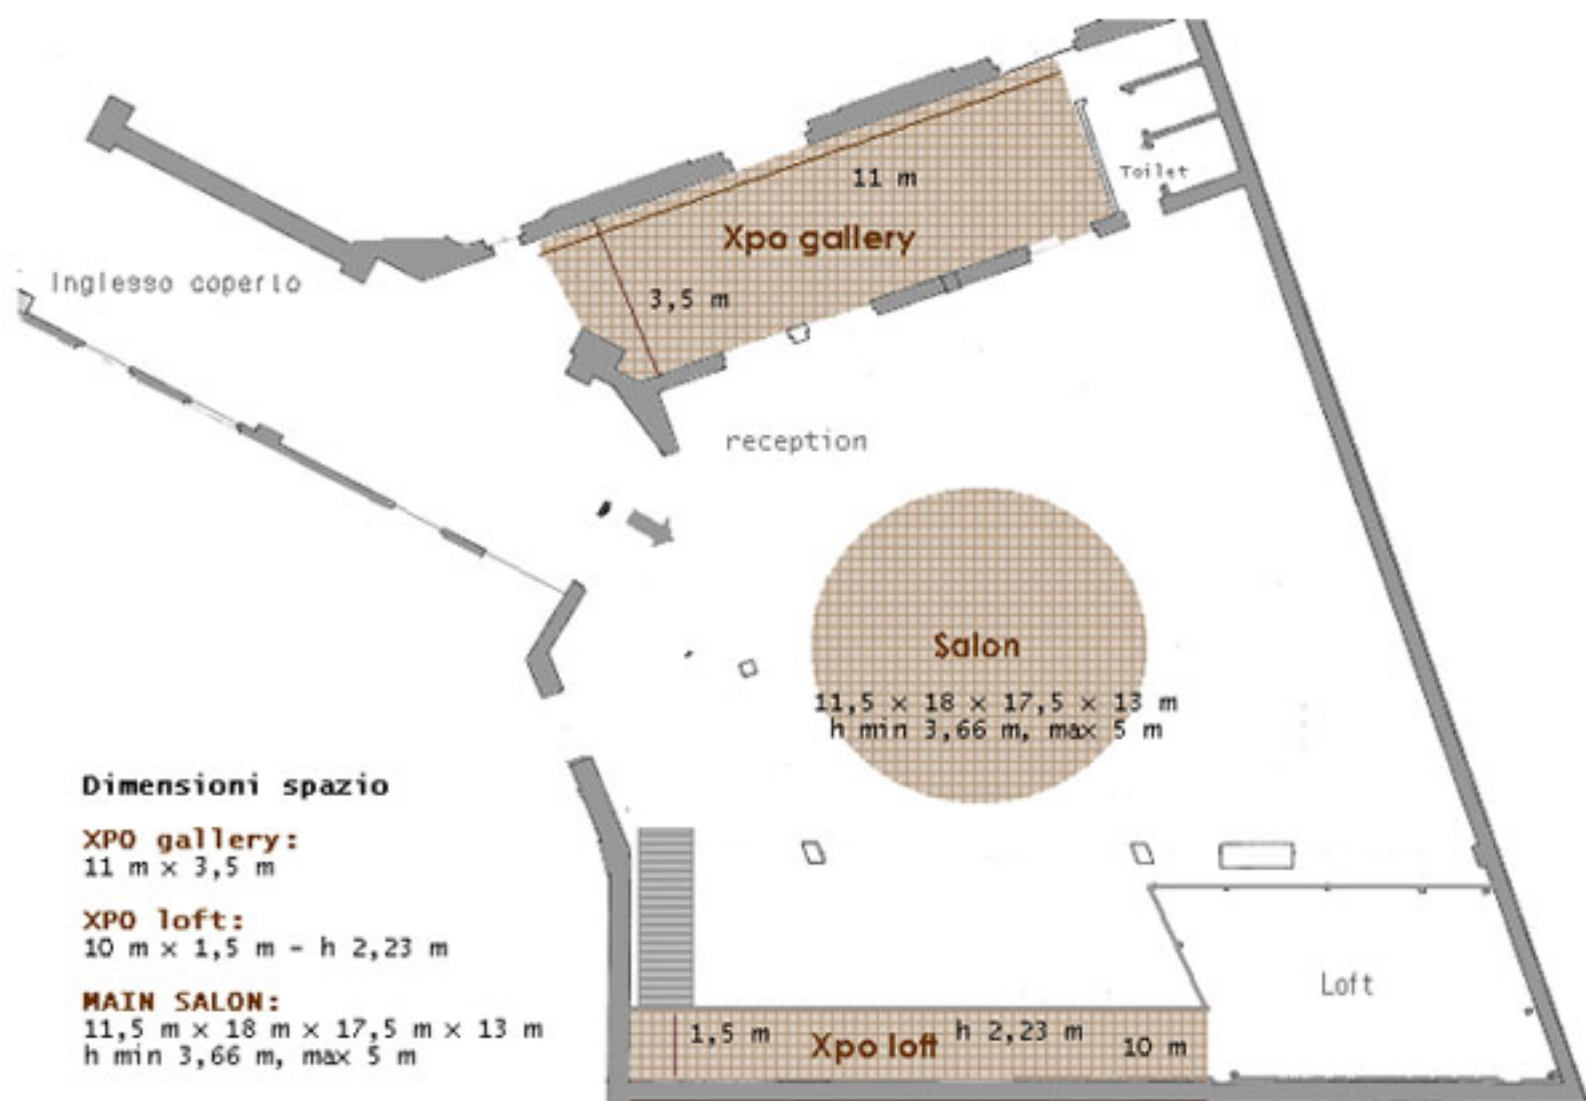 11 m
Toilet
Xpo gallery
Inglesso coperto
3,5 m
reception
Salon
11,5 x 18 x 17,5 x 13 m
h min 3,66 m, max 5 m
Dimensioni spazio
XPO gallery:
11 m x 3,5 m
XPO loft:
10 m x 1,5 m - h 2,23 m
MAIN SALON:
11,5 m x 18 m x 17,5 m x 13 m
h min 3,66 m, max 5 m
Loft
1,5 m
Xpo loft
h 2,23 m
10 m